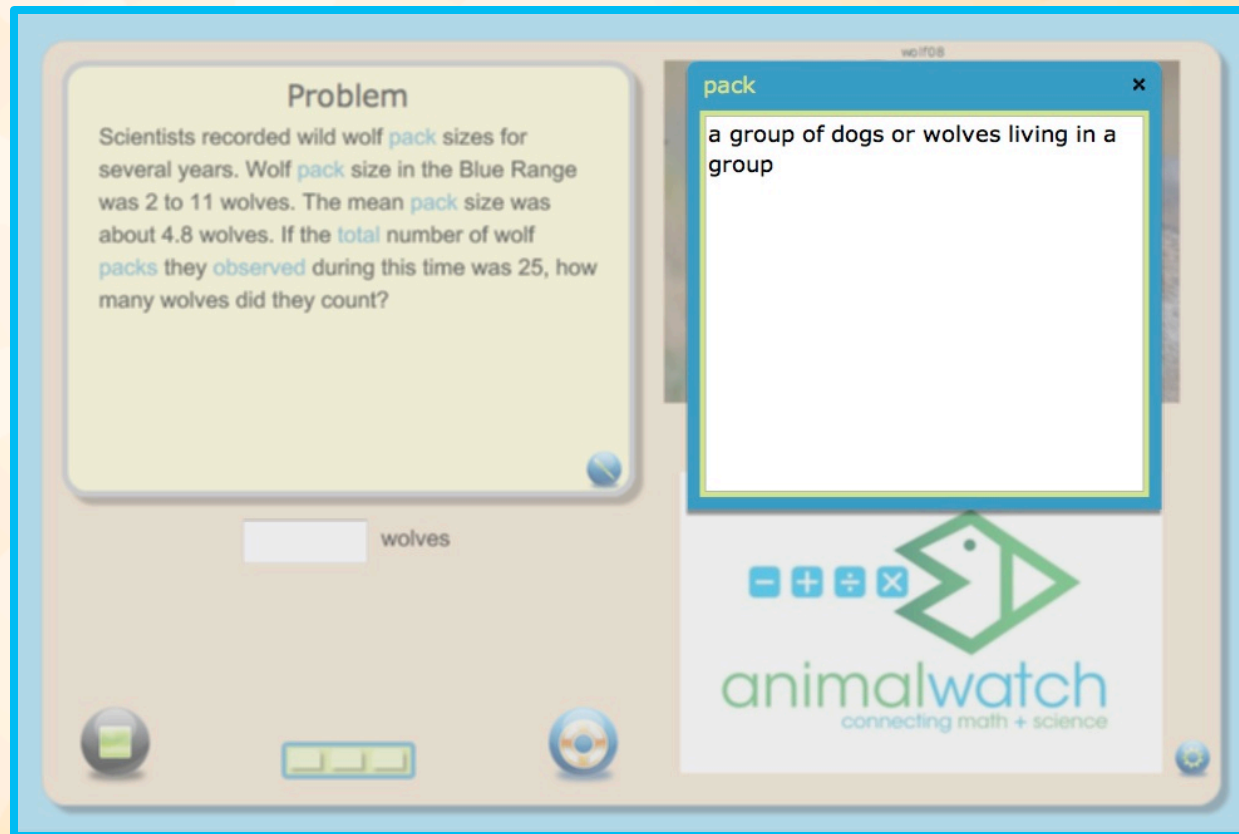 wolf08
Problem
Scientists recorded wild wolf pack sizes for
several years. Wolf pack size in the Blue Range
was 2 to 11 wolves. The mean pack size was
about 4.8 wolves. If the total number of wolf
packs they observed during this time was 25, how
many wolves did they count?
wolves
pack
a group of dogs or wolves living in a
group
animalwatch
connecting math + science